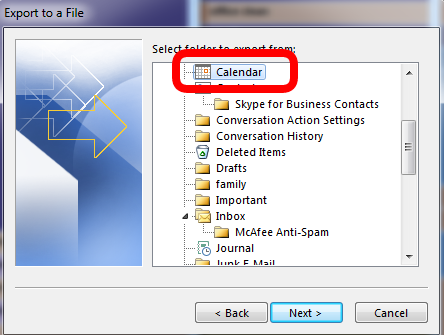 Export to a File
Select folder to export from:
Calendar
Skype for Business Contacts
Conversation Action Settings
Conversation History
Deleted Items
Drafts
family
Important
Inbox
McAfee Anti-Spam
Journal
Junk E-Mail
< Back
Next >
Cancel